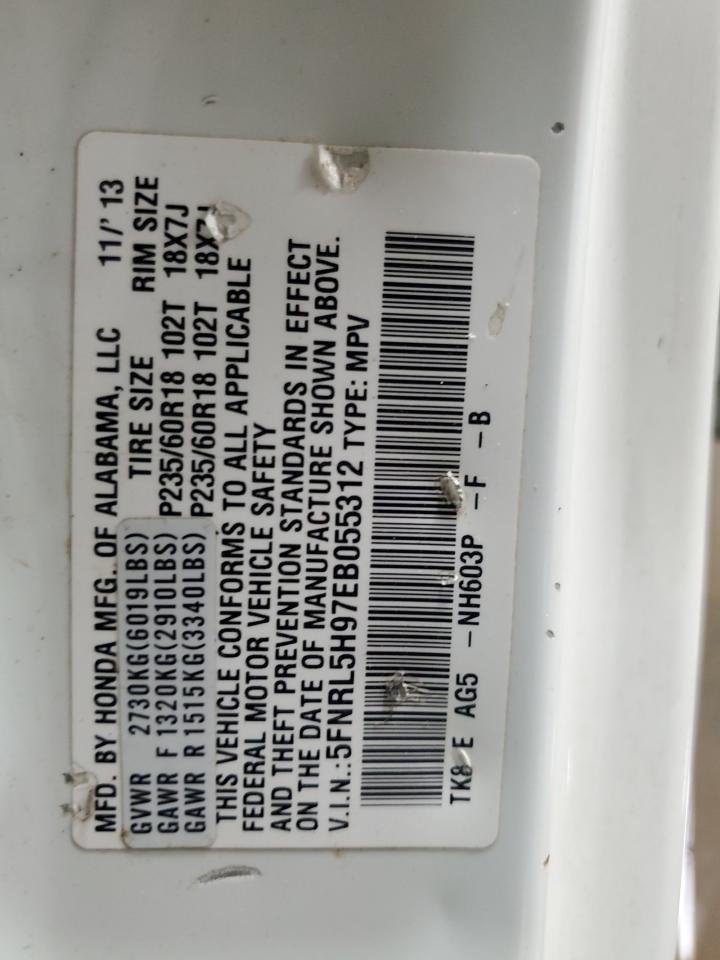 MFD. BY HONDA MFG. OF ALABAMA, LLC 11/' 13
TIRE SIZE RIM SIZE
GVWR 2730KG(6019LBS)
GAWR F 1320KG(2910LBS) P235/60R18 102T 18X7J
GAWR R 1515KG(3340LBS) P235/60R18 102T 18X7J
THIS VEHICLE CONFORMS TO ALL APPLICABLE
FEDERAL MOTOR VEHICLE SAFETY
AND THEFT PREVENTION STANDARDS IN EFFECT
ON THE DATE OF MANUFACTURE SHOWN ABOVE.
V.I.N.:5FNRL5H97EB055312 TYPE: MPV
TK8 E AG5 -NH603P -F -B